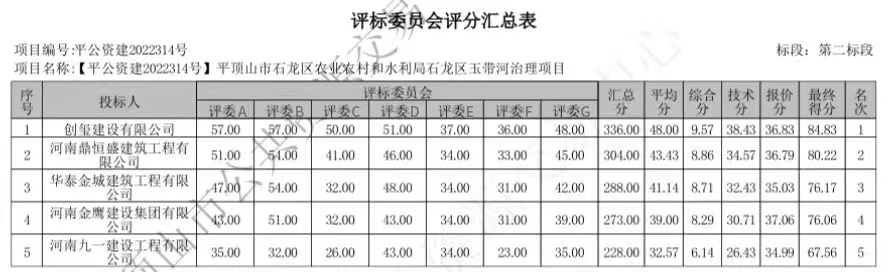 评标委员会评分汇总表
项目编号:平公资建2022314号 标段：第二标段
项目名称:【平公资建2022314号】平顶山市石龙区农业农村和水利局石龙区玉带河治理项目
序号 投标人 评标委员会 汇总分 平均分 综合分 技术分 报价分 最终得分 名次
评委A 评委B 评委C 评委D 评委E 评委F 评委G
1 创玺建设有限公司 57.00 57.00 50.00 51.00 37.00 36.00 48.00 336.00 48.00 9.57 38.43 36.83 84.83 1
2 河南鼎恒盛建筑工程有限公司 51.00 54.00 41.00 46.00 34.00 33.00 45.00 304.00 43.43 8.86 34.57 36.79 80.22 2
3 华泰金城建筑工程有限公司 47.00 54.00 32.00 48.00 34.00 31.00 42.00 288.00 41.14 8.71 32.43 35.03 76.17 3
4 河南金鹰建设集团有限公司 43.00 51.00 32.00 43.00 34.00 31.00 39.00 273.00 39.00 8.29 30.71 37.06 76.06 4
5 河南九一建设工程有限公司 35.00 32.00 26.00 43.00 34.00 23.00 35.00 228.00 32.57 6.14 26.43 34.99 67.56 5